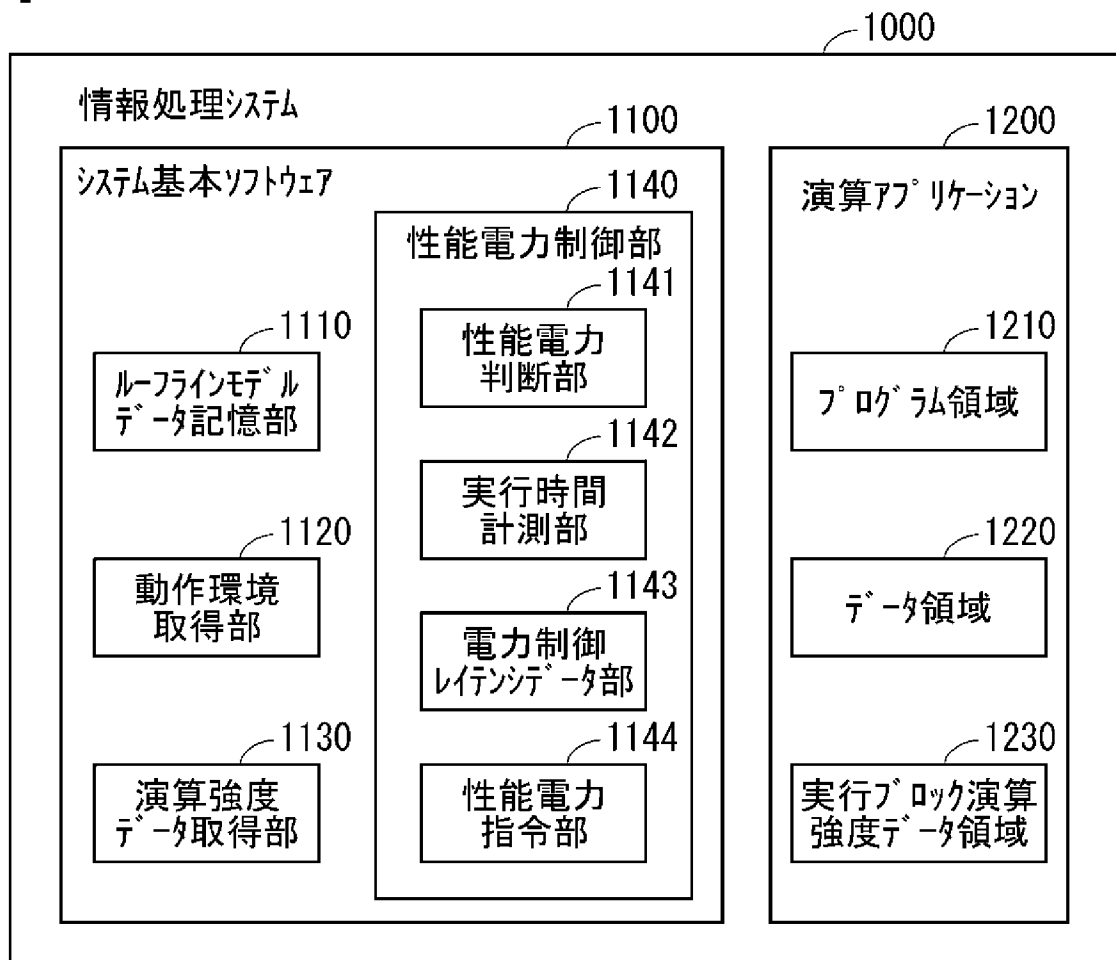 1000
情報処理ｼｽﾃﾑ
1100
ｼｽﾃﾑ基本ｿﾌﾄｳｪｱ
1140
性能電力制御部
1141
性能電力
判断部
1142
実行時間
計測部
1143
電力制御
ﾚｲﾃﾝｼﾃﾞｰﾀ部
1144
性能電力
指令部
1110
ﾙｰﾌﾗｲﾝﾓﾃﾞﾙ
ﾃﾞｰﾀ記憶部
1120
動作環境
取得部
1130
演算強度
ﾃﾞｰﾀ取得部
1200
演算ｱﾌﾟﾘｹｰｼｮﾝ
1210
ﾌﾟﾛｸﾞﾗﾑ領域
1220
ﾃﾞｰﾀ領域
1230
実行ﾌﾞﾛｯｸ演算
強度ﾃﾞｰﾀ領域